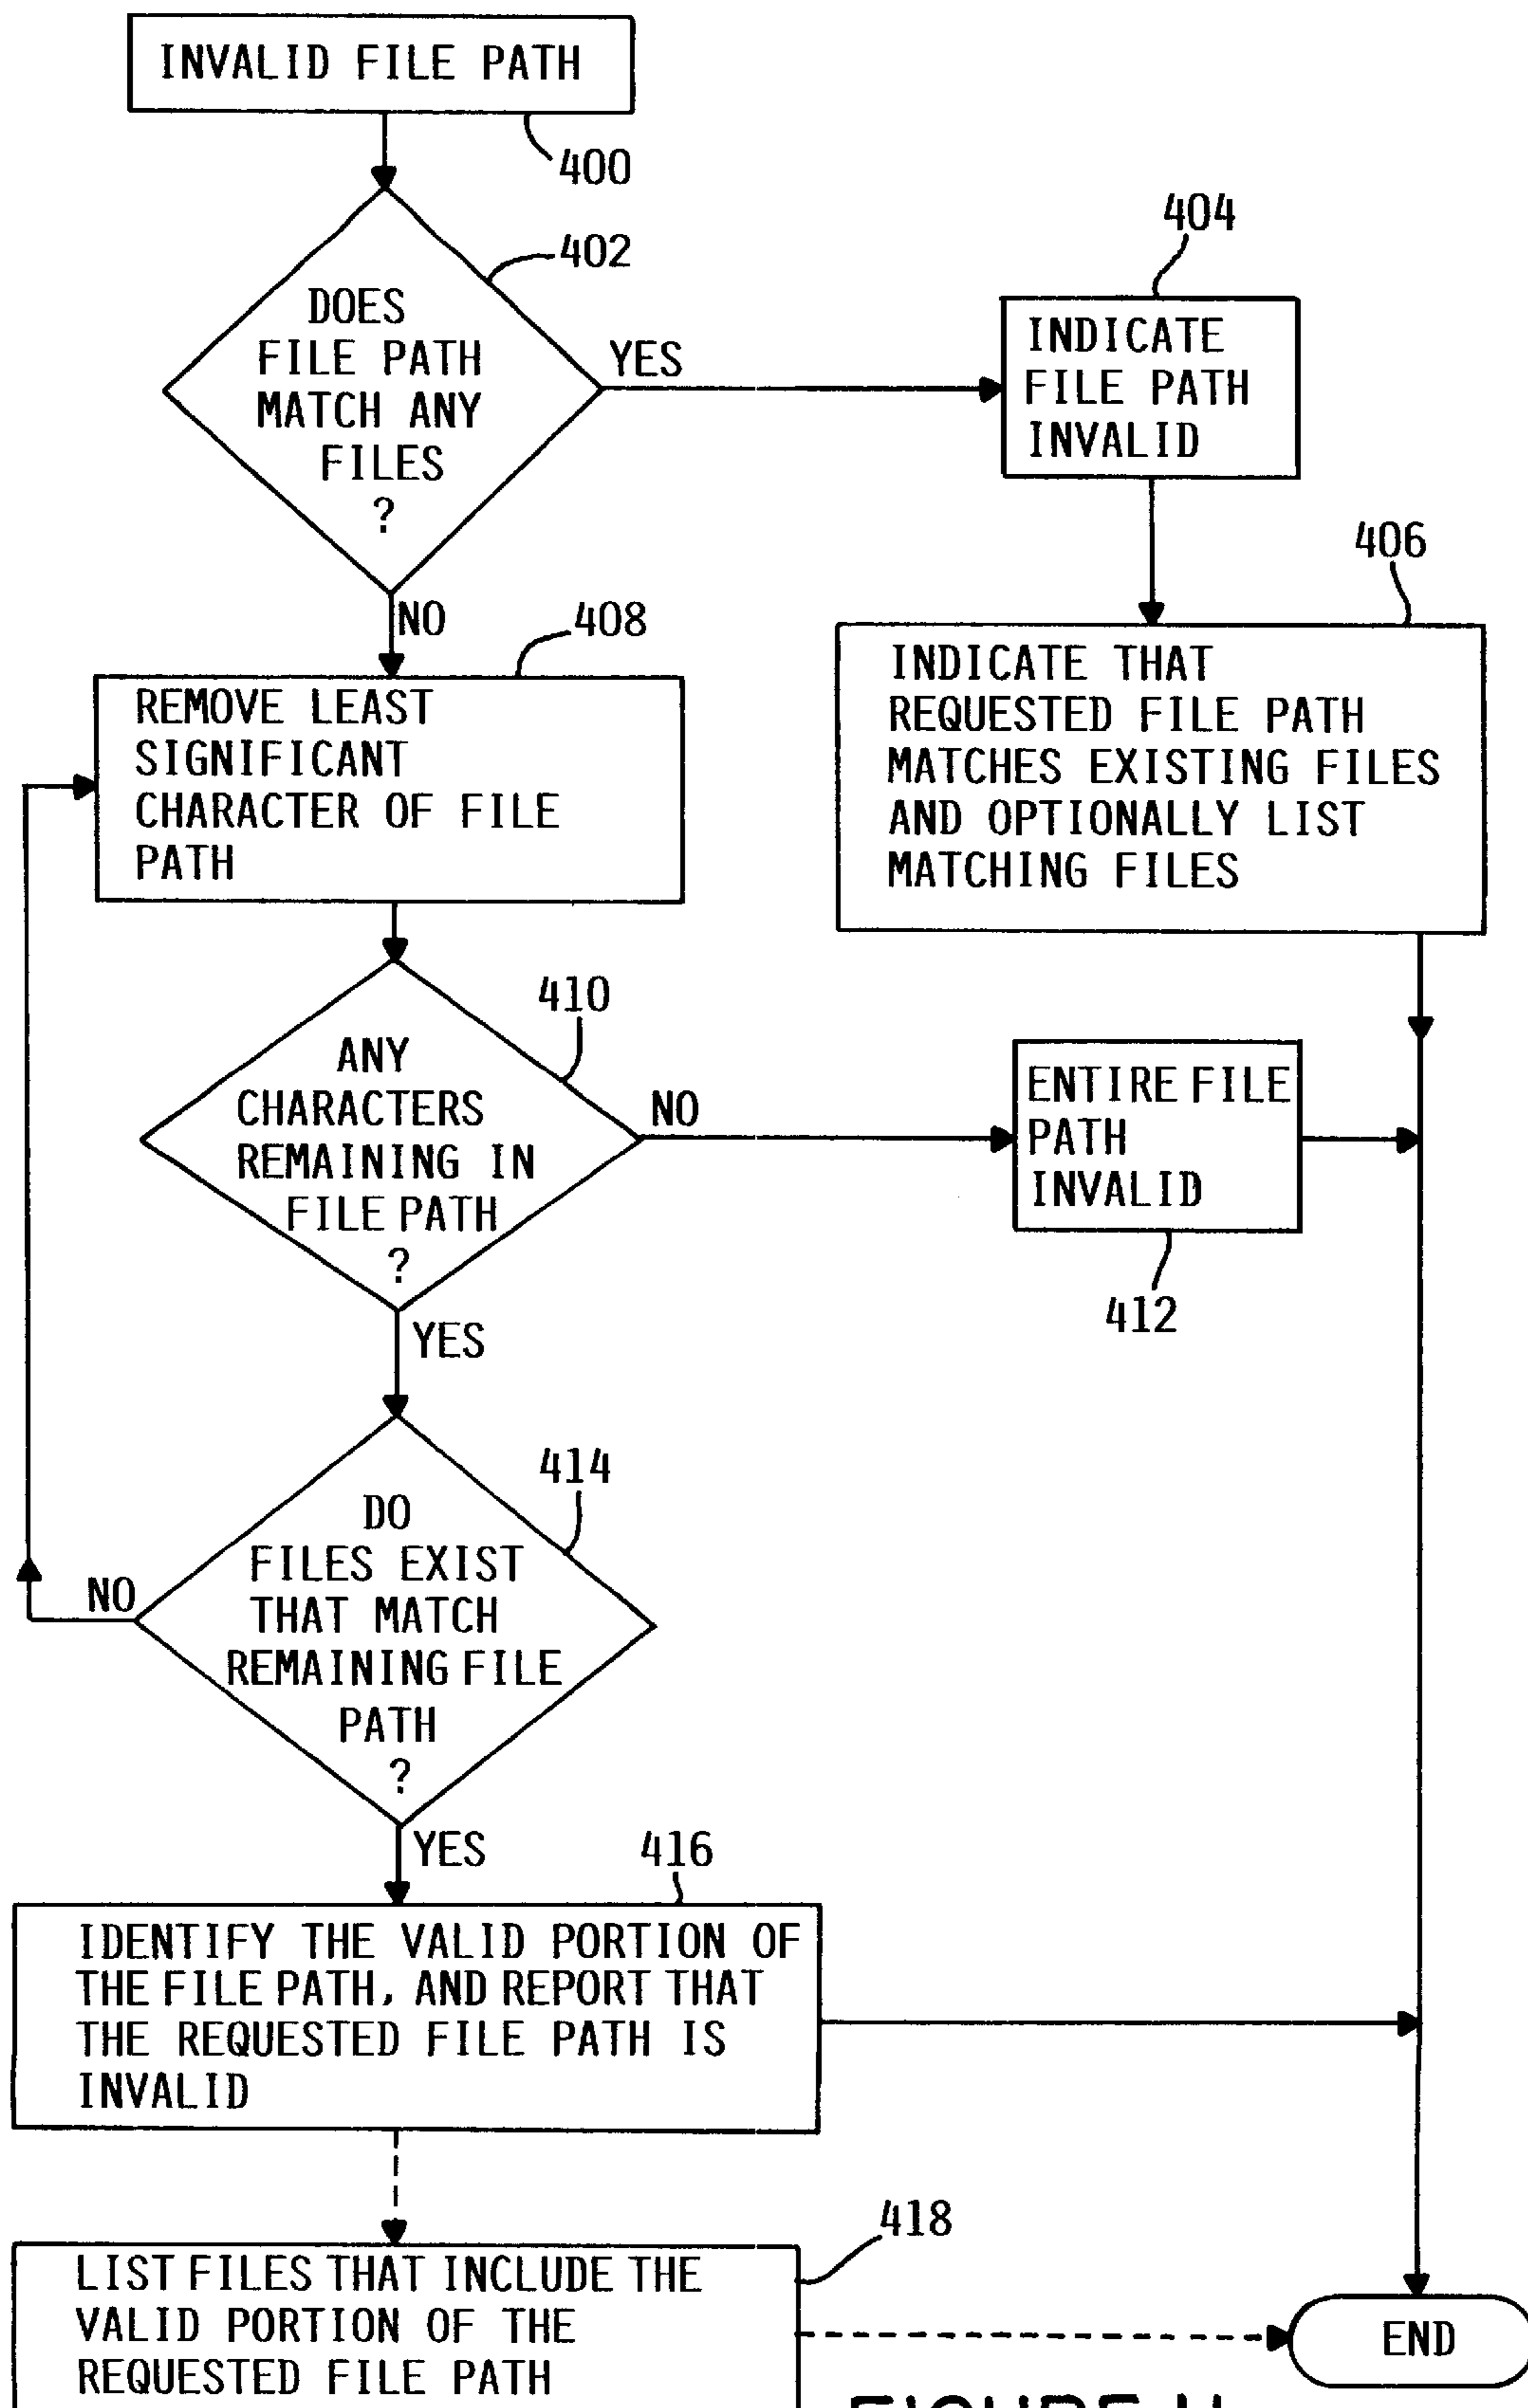 INVALID FILE PATH
400
402
DOES
FILE PATH
MATCH ANY
FILES
?
YES
404
INDICATE
FILE PATH
INVALID
406
INDICATE THAT
REQUESTED FILE PATH
MATCHES EXISTING FILES
AND OPTIONALLY LIST
MATCHING FILES
NO
408
REMOVE LEAST
SIGNIFICANT
CHARACTER OF FILE
PATH
410
ANY
CHARACTERS
REMAINING IN
FILE PATH
?
NO
ENTIRE FILE
PATH
INVALID
412
YES
414
DO
FILES EXIST
THAT MATCH
REMAINING FILE
PATH
?
NO
YES
416
IDENTIFY THE VALID PORTION OF
THE FILE PATH, AND REPORT THAT
THE REQUESTED FILE PATH IS
INVALID
418
LIST FILES THAT INCLUDE THE
VALID PORTION OF THE
REQUESTED FILE PATH
END